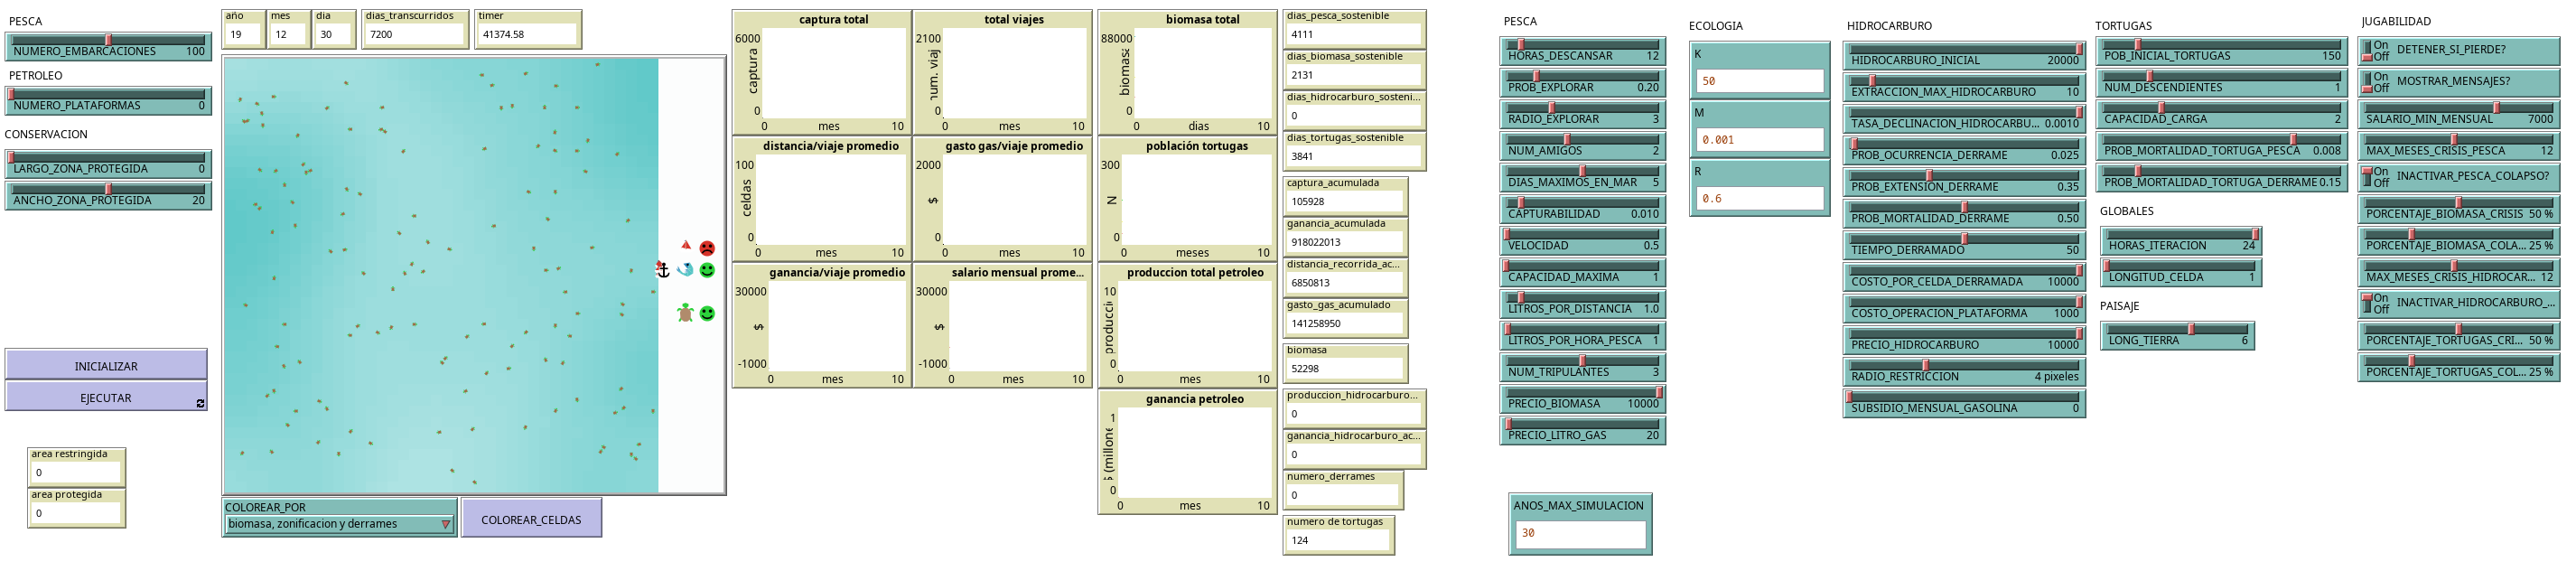 PESCA
NUMERO_EMBARCACIONES 100
PETROLEO
NUMERO_PLATAFORMAS 0
CONSERVACION
LARGO_ZONA_PROTEGIDA 0
ANCHO_ZONA_PROTEGIDA 20
INICIALIZAR
EJECUTAR
area restringida
0
area protegida
0
año
19
mes
12
dia
30
dias_transcurridos
7200
timer
41374.58
COLOREAR_POR
biomasa, zonificacion y derrames
COLOREAR_CELDAS
captura total
6000
captura
0
0 mes 10
total viajes
2100
num. viaj
0
0 mes 10
distancia/viaje promedio
100
celdas
0
0 mes 10
gasto gas/viaje promedio
2000
$
0
0 mes 10
ganancia/viaje promedio
30000
$
-1000
0 mes 10
salario mensual prome...
30000
$
-1000
0 mes 10
biomasa total
88000
biomasa
0
0 dias 10
población tortugas
300
N
0
0 meses 10
produccion total petroleo
10
producci
0
0 mes 10
ganancia petroleo
1
$ (millone
0
0 mes 10
dias_pesca_sostenible
4111
dias_biomasa_sostenible
2131
dias_hidrocarburo_sosteni...
0
dias_tortugas_sostenible
3841
captura_acumulada
105928
ganancia_acumulada
918022013
distancia_recorrida_ac...
6850813
gasto_gas_acumulado
141258950
biomasa
52298
produccion_hidrocarburo...
0
ganancia_hidrocarburo_ac...
0
numero_derrames
0
numero de tortugas
124
PESCA
HORAS_DESCANSAR 12
PROB_EXPLORAR 0.20
RADIO_EXPLORAR 3
NUM_AMIGOS 2
DIAS_MAXIMOS_EN_MAR 5
CAPTURABILIDAD 0.010
VELOCIDAD 0.5
CAPACIDAD_MAXIMA 1
LITROS_POR_DISTANCIA 1.0
LITROS_POR_HORA_PESCA 1
NUM_TRIPULANTES 3
PRECIO_BIOMASA 10000
PRECIO_LITRO_GAS 20
ANOS_MAX_SIMULACION
30
ECOLOGIA
K
50
M
0.001
R
0.6
HIDROCARBURO
HIDROCARBURO_INICIAL 20000
EXTRACCION_MAX_HIDROCARBURO 10
TASA_DECLINACION_HIDROCARBU... 0.0010
PROB_OCURRENCIA_DERRAME 0.025
PROB_EXTENSION_DERRAME 0.35
PROB_MORTALIDAD_DERRAME 0.50
TIEMPO_DERRAMADO 50
COSTO_POR_CELDA_DERRAMADA 10000
COSTO_OPERACION_PLATAFORMA 1000
PRECIO_HIDROCARBURO 10000
RADIO_RESTRICCION 4 pixeles
SUBSIDIO_MENSUAL_GASOLINA 0
TORTUGAS
POB_INICIAL_TORTUGAS 150
NUM_DESCENDIENTES 1
CAPACIDAD_CARGA 2
PROB_MORTALIDAD_TORTUGA_PESCA 0.008
PROB_MORTALIDAD_TORTUGA_DERRAME 0.15
GLOBALES
HORAS_ITERACION 24
LONGITUD_CELDA 1
PAISAJE
LONG_TIERRA 6
JUGABILIDAD
On
Off DETENER_SI_PIERDE?
On
Off MOSTRAR_MENSAJES?
SALARIO_MIN_MENSUAL 7000
MAX_MESES_CRISIS_PESCA 12
On
Off INACTIVAR_PESCA_COLAPSO?
PORCENTAJE_BIOMASA_CRISIS 50 %
PORCENTAJE_BIOMASA_COLA... 25 %
MAX_MESES_CRISIS_HIDROCAR... 12
On
Off INACTIVAR_HIDROCARBURO_...
PORCENTAJE_TORTUGAS_CRI... 50 %
PORCENTAJE_TORTUGAS_COL... 25 %